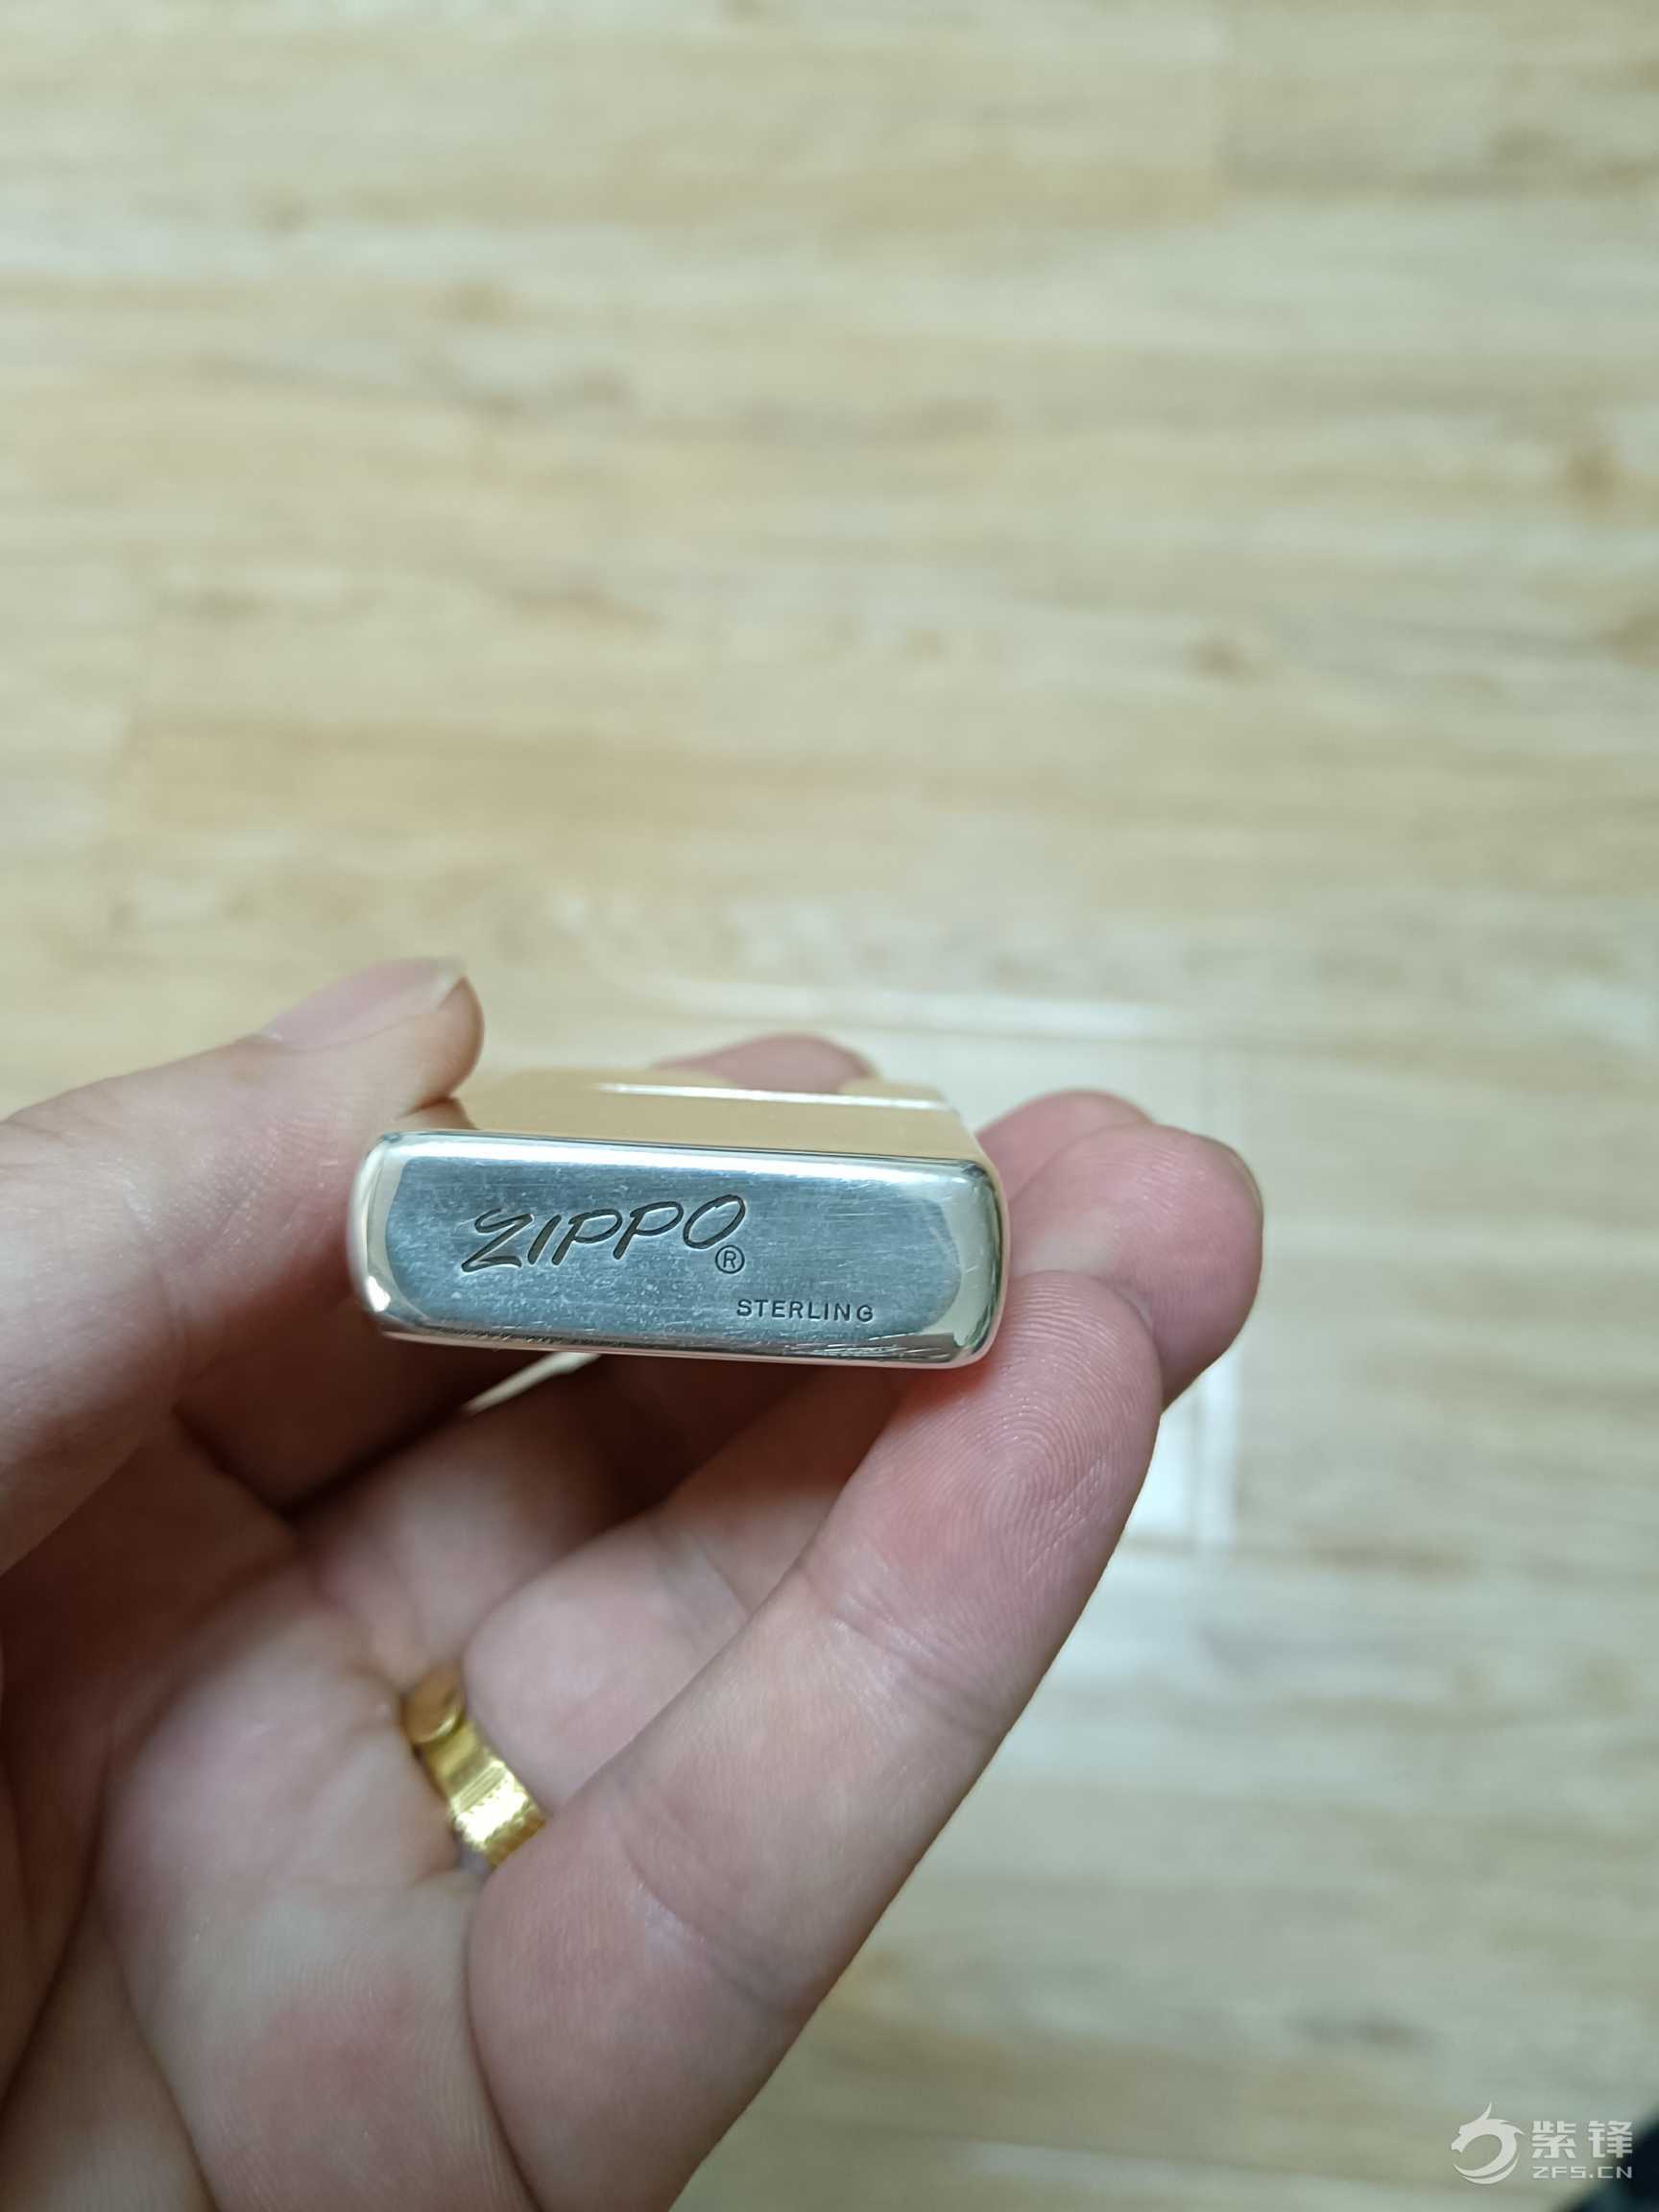 ZIPPO®
STERLING
紫锋
ZFS.CN